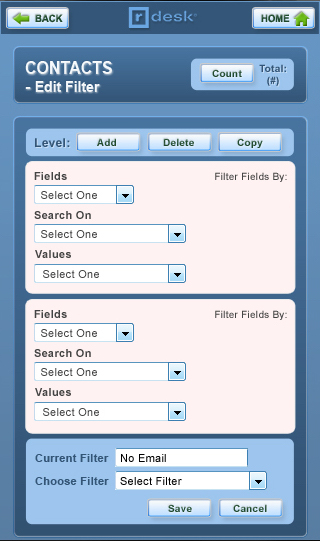 BACK
r desk
HOME
CONTACTS
- Edit Filter
Count
Total:
(#)
Level:
Add
Delete
Copy
Fields
Filter Fields By:
Select One
Search On
Select One
Values
Select One
Fields
Filter Fields By:
Select One
Search On
Select One
Values
Select One
Current Filter
No Email
Choose Filter
Select Filter
Save
Cancel